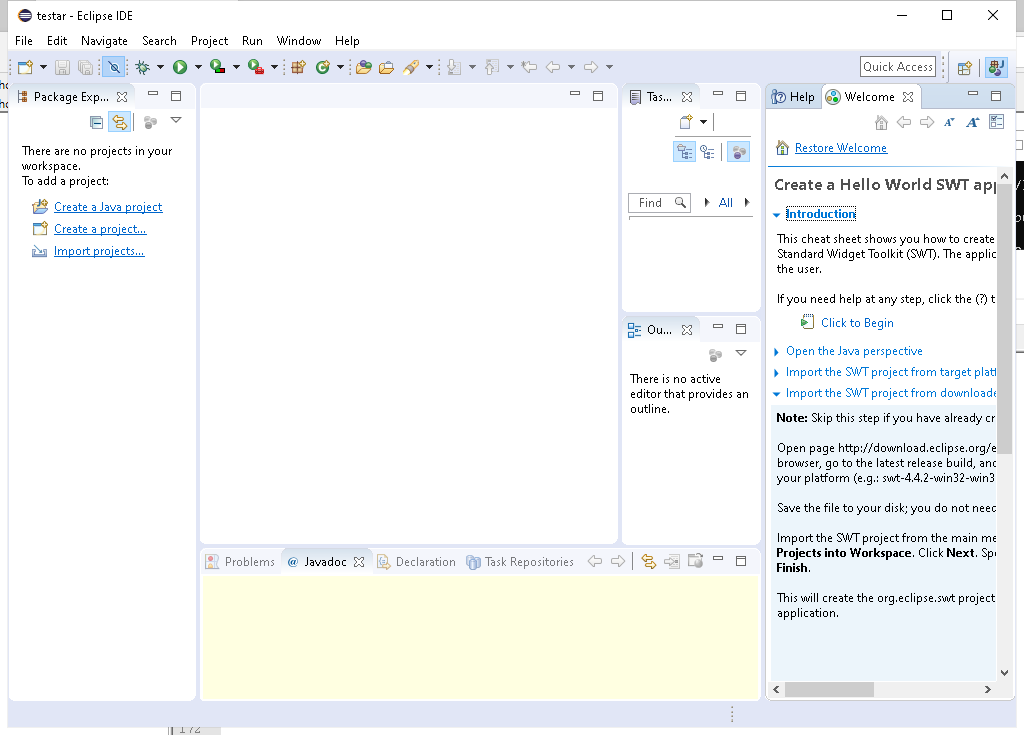 testar - Eclipse IDE
File Edit Navigate Search Project Run Window Help
Quick Access
Package Exp...
There are no projects in your
workspace.
To add a project:
Create a Java project
Create a project...
Import projects...
Tas...
Find
All
Ou...
There is no active
editor that provides an
outline.
Help
Welcome
Restore Welcome
Create a Hello World SWT app
Introduction
This cheat sheet shows you how to create
Standard Widget Toolkit (SWT). The applic
the user.
If you need help at any step, click the (?) t
Click to Begin
Open the Java perspective
Import the SWT project from target platf
Import the SWT project from downloade
Note: Skip this step if you have already cr
Open page http://download.eclipse.org/e
browser, go to the latest release build, and
your platform (e.g.: swt-4.4.2-win32-win3
Save the file to your disk; you do not need
Import the SWT project from the main me
Projects into Workspace. Click Next. Spe
Finish.
This will create the org.eclipse.swt project
application.
Problems
@ Javadoc
Declaration
Task Repositories
172